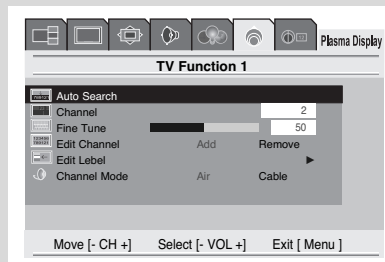 Plasma Display
TV Function 1
Auto Search
Channel 2
Fine Tune 50
Edit Channel Add Remove
Edit Lebel
Channel Mode Air Cable
Move [- CH +] Select [- VOL +] Exit [ Menu ]